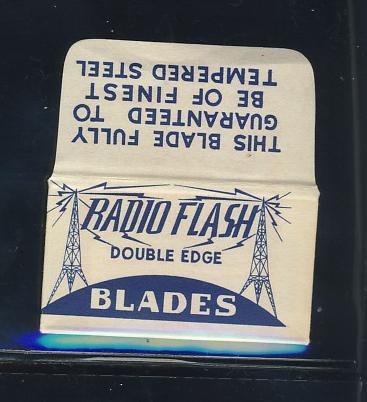 THIS BLADE FULLY
GUARANTEED TO
BE OF FINEST
TEMPERED STEEL
RADIO FLASH
DOUBLE EDGE
BLADES